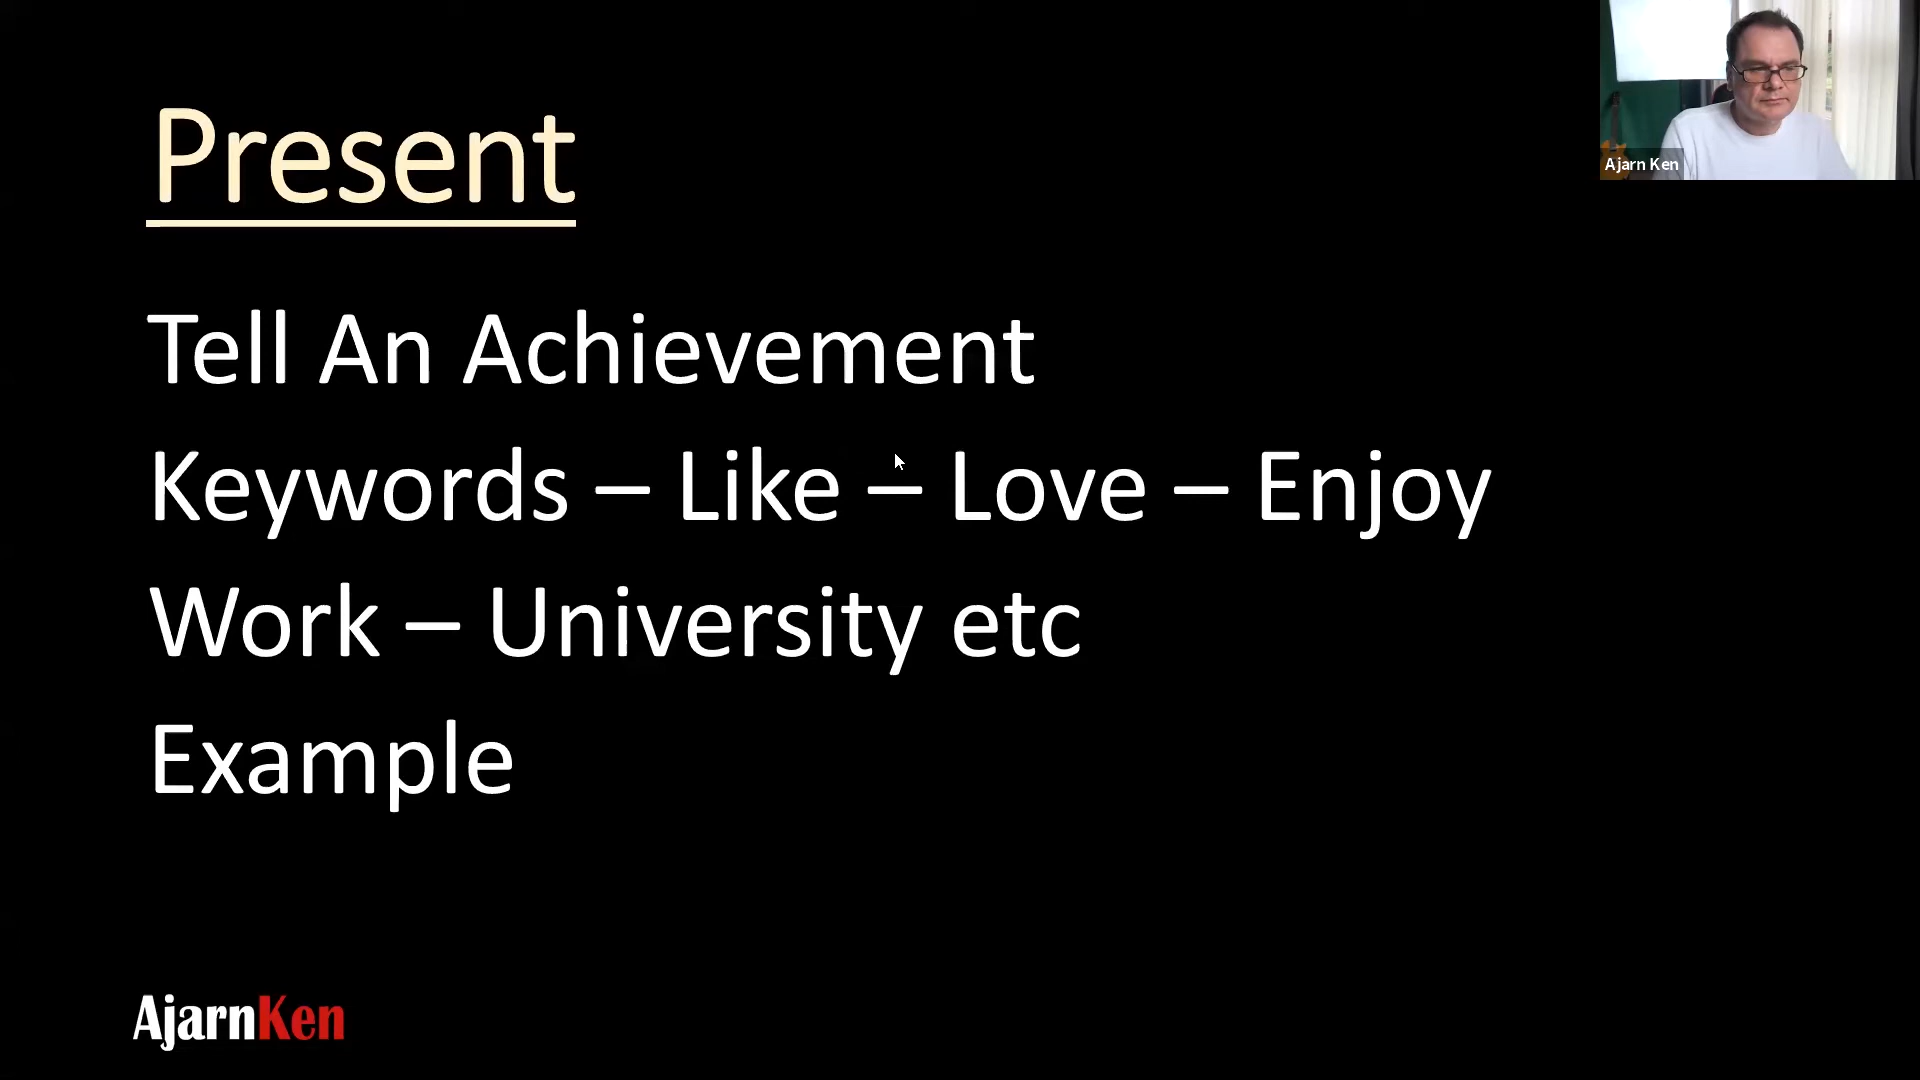 Present
Tell An Achievement
Keywords – Like – Love – Enjoy
Work – University etc
Example
AjarnKen
Ajarn Ken